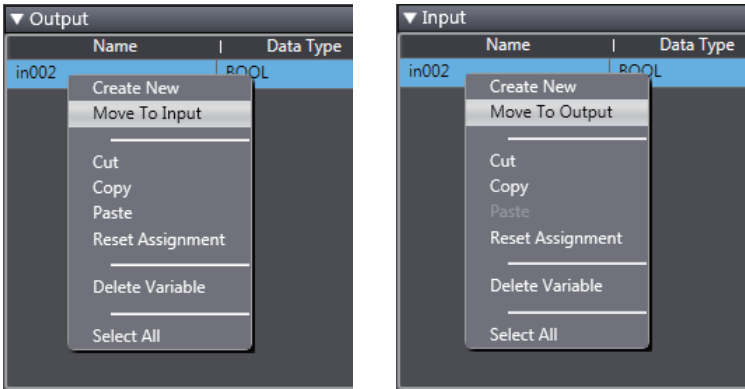 ▼ Output
Name | Data Type
in002 BOOL
Create New
Move To Input
Cut
Copy
Paste
Reset Assignment
Delete Variable
Select All
▼ Input
Name | Data Type
in002 BOOL
Create New
Move To Output
Cut
Copy
Paste
Reset Assignment
Delete Variable
Select All